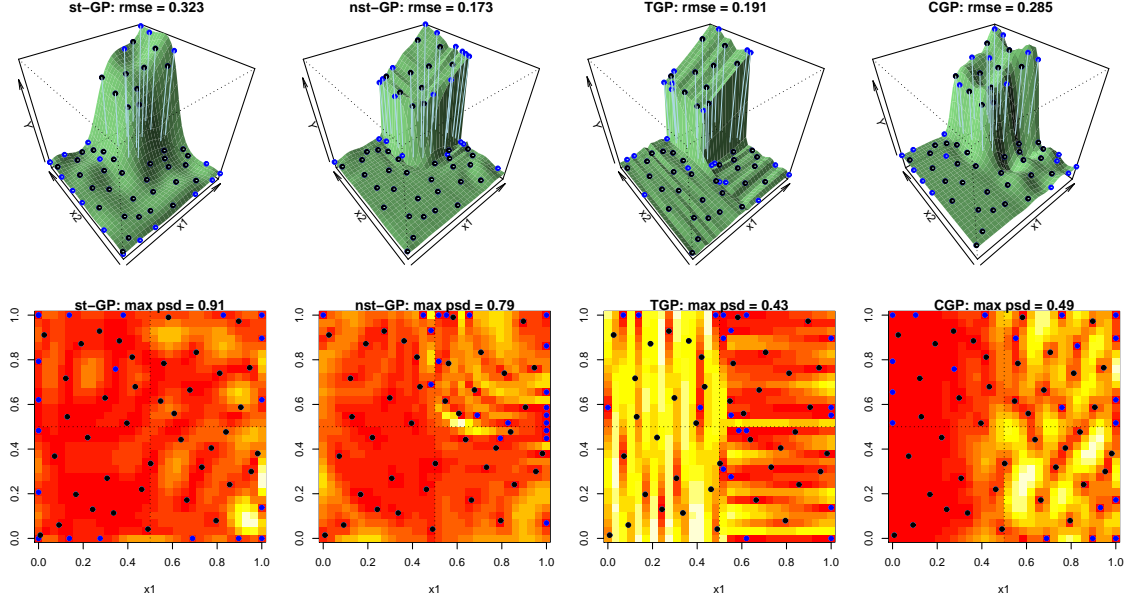 st−GP: rmse = 0.323
nst−GP: rmse = 0.173
TGP: rmse = 0.191
CGP: rmse = 0.285
Y
x2
x1
Y
x2
x1
Y
x2
x1
Y
x2
x1
st−GP: max psd = 0.91
nst−GP: max psd = 0.79
TGP: max psd = 0.43
CGP: max psd = 0.49
1.0
0.8
0.6
0.4
0.2
0.0
0.0 0.2 0.4 0.6 0.8 1.0
x1
1.0
0.8
0.6
0.4
0.2
0.0
0.0 0.2 0.4 0.6 0.8 1.0
x1
1.0
0.8
0.6
0.4
0.2
0.0
0.0 0.2 0.4 0.6 0.8 1.0
x1
1.0
0.8
0.6
0.4
0.2
0.0
0.0 0.2 0.4 0.6 0.8 1.0
x1